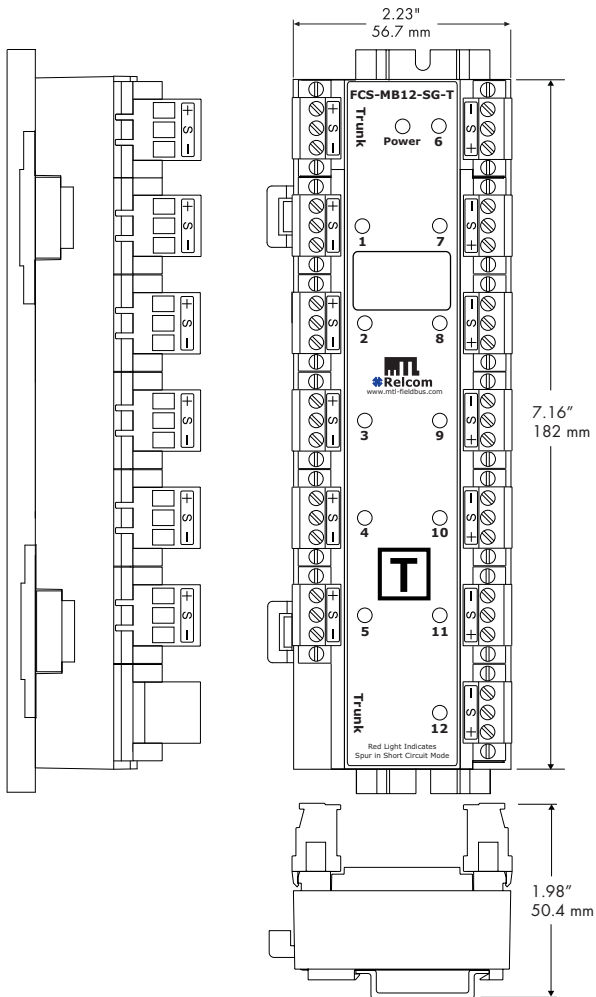 2.23"
56.7 mm
FCS-MB12-SG-T
Trunk
Power
6
1
7
2
8
MTL
Relcom
www.mtl-fieldbus.com
3
9
4
10
T
5
11
Trunk
12
Red Light Indicates
Spur in Short Circuit Mode
7.16"
182 mm
1.98"
50.4 mm
+ S −
+ S −
+ S −
+ S −
+ S −
+ S −
+ S −
+ S −
+ S −
+ S −
+ S −
+ S −
− S +
− S +
− S +
− S +
− S +
− S +
− S +